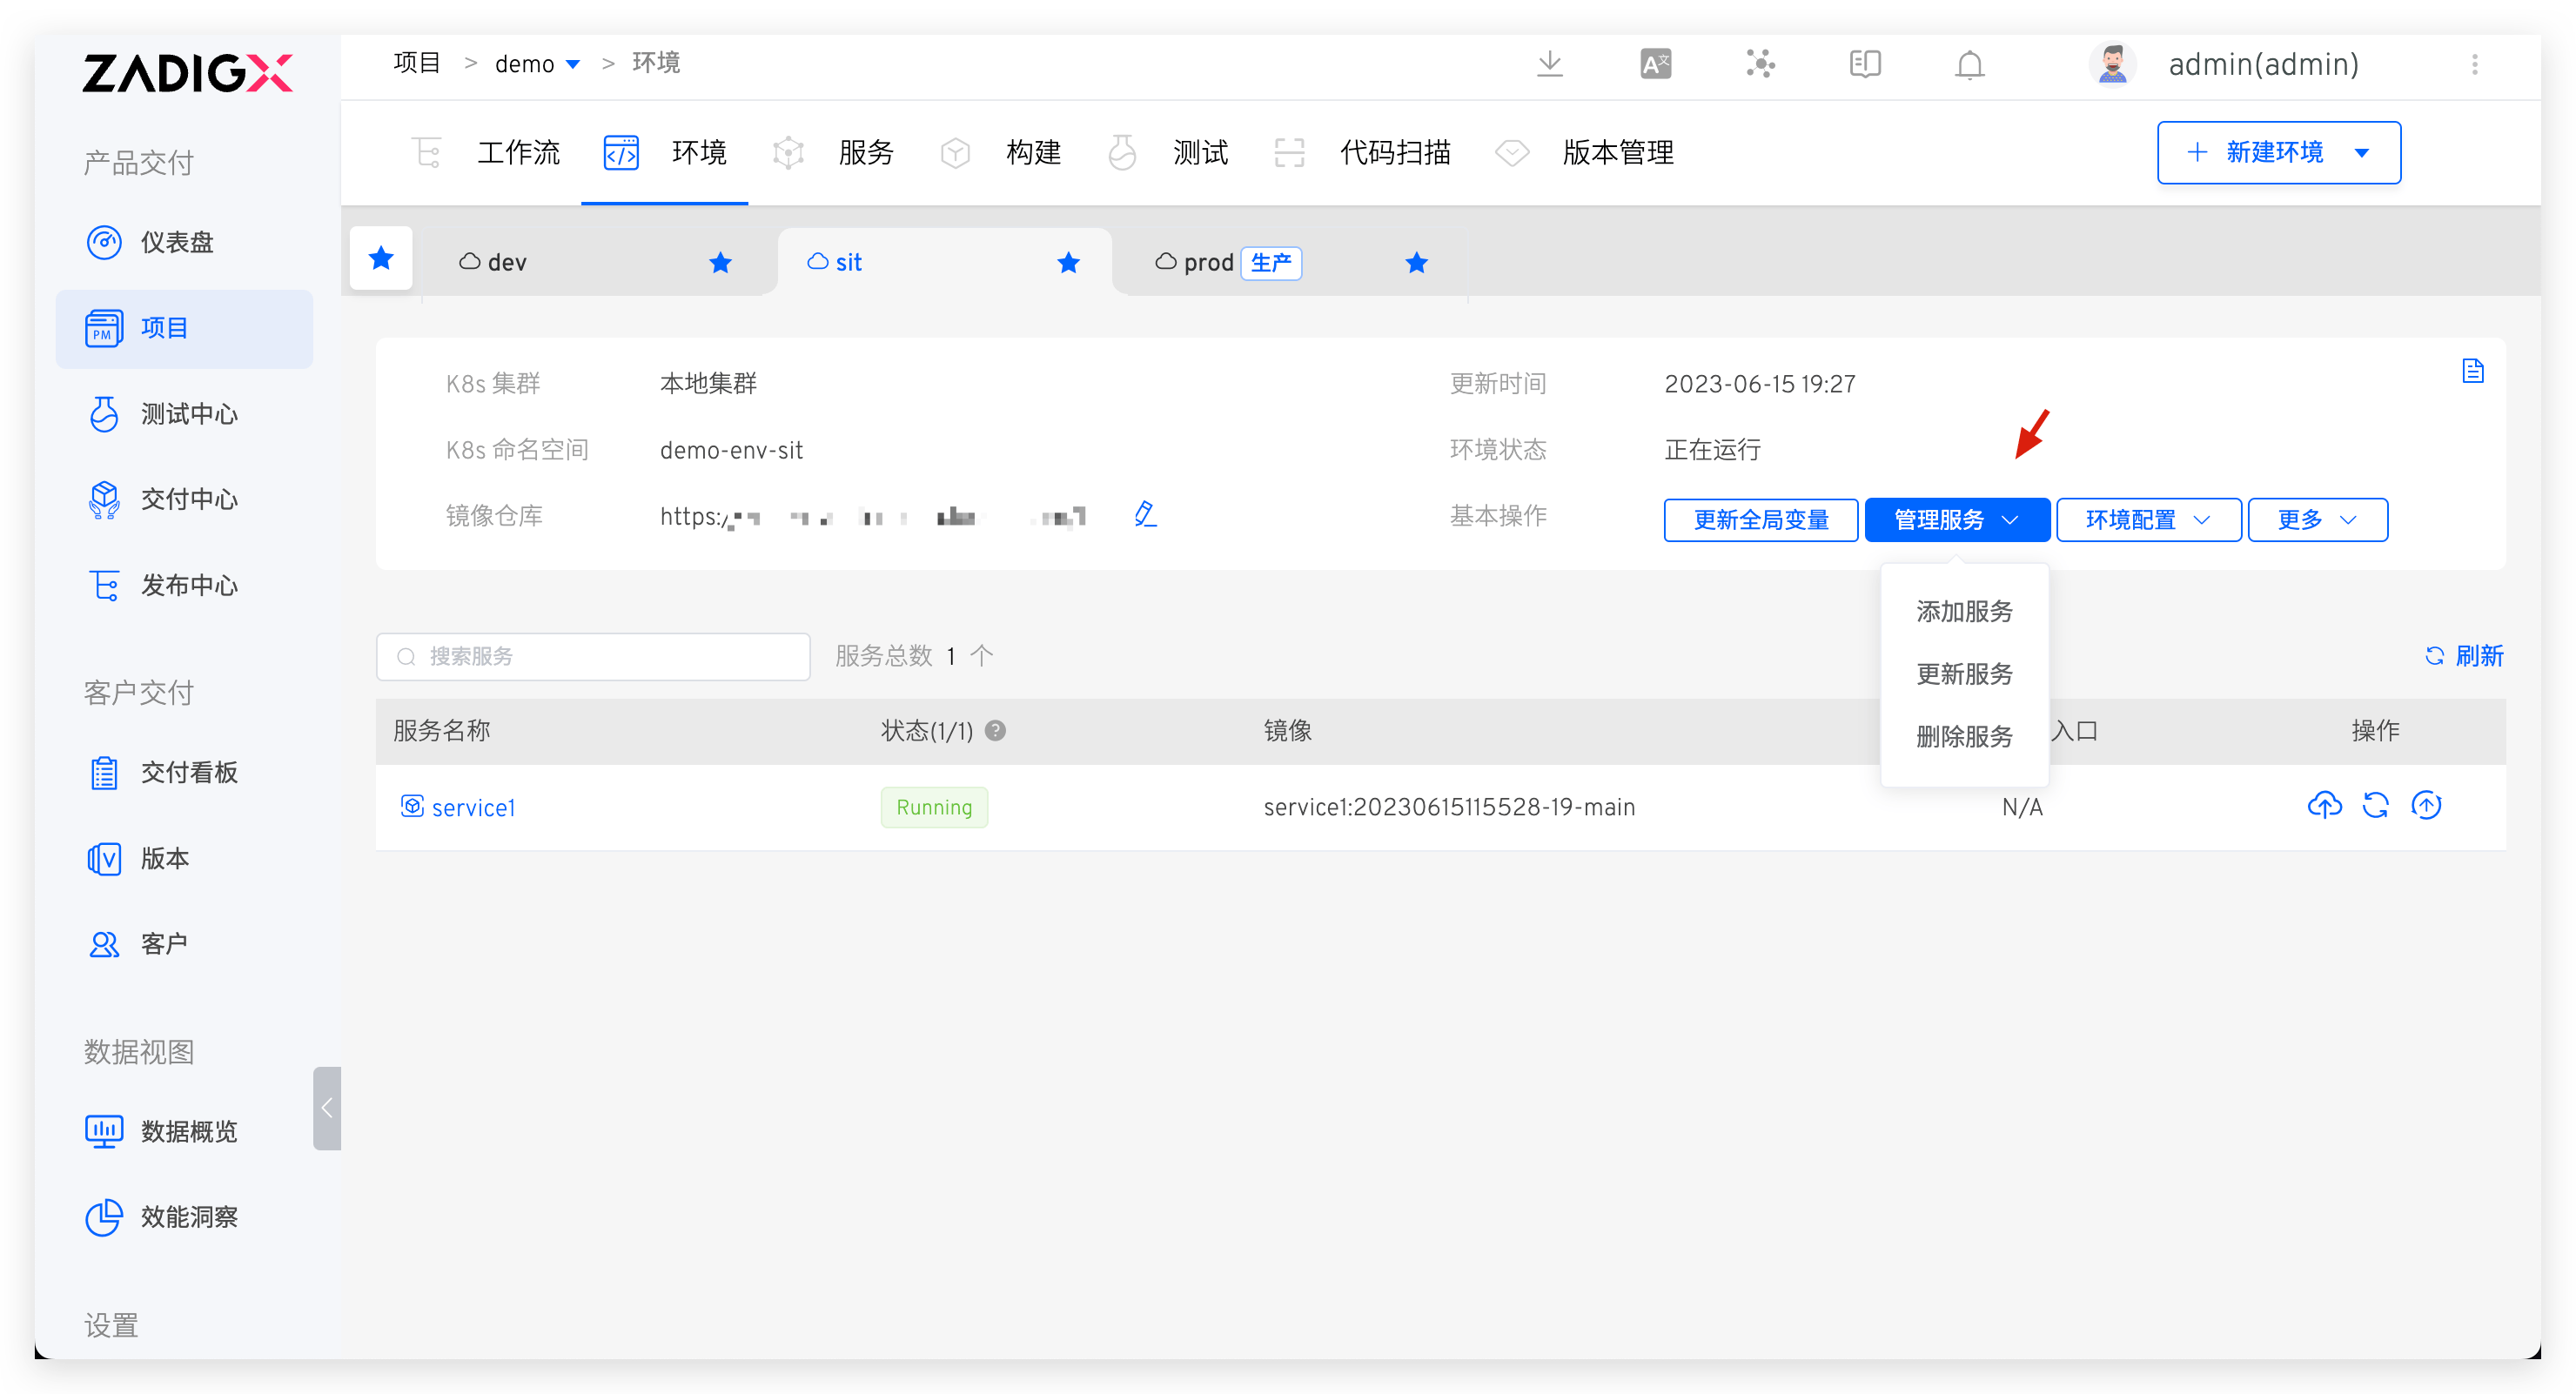 ZADIGX
项目 > demo > 环境
admin(admin)
工作流 环境 服务 构建 测试 代码扫描 版本管理
+ 新建环境
产品交付
仪表盘
项目
测试中心
交付中心
发布中心
客户交付
交付看板
版本
客户
数据视图
数据概览
效能洞察
设置
dev sit prod 生产
K8s 集群 本地集群 更新时间 2023-06-15 19:27
K8s 命名空间 demo-env-sit 环境状态 正在运行
镜像仓库 https:/ 基本操作 更新全局变量 管理服务 环境配置 更多
添加服务
更新服务
删除服务
搜索服务 服务总数 1 个 刷新
服务名称 状态(1/1) ? 镜像 入口 操作
service1 Running service1:20230615115528-19-main N/A